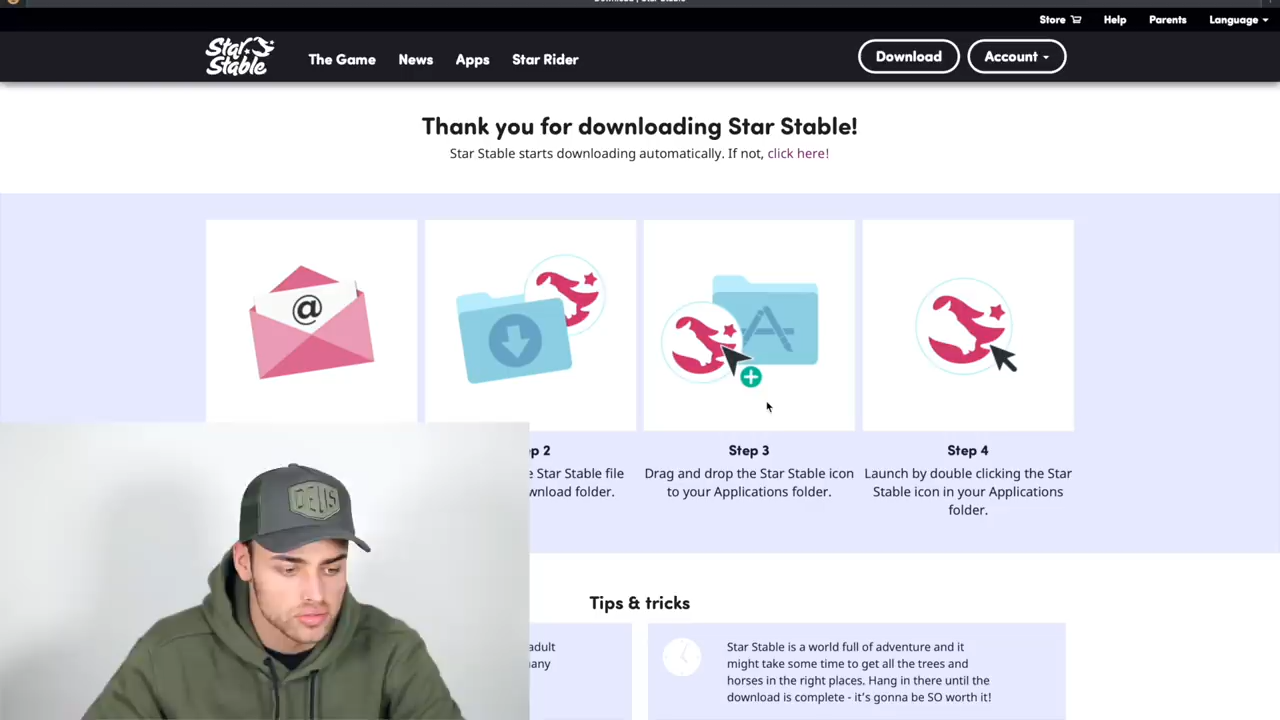 Store
Help
Parents
Language
Star
Stable
The Game
News
Apps
Star Rider
Download
Account
Thank you for downloading Star Stable!
Star Stable starts downloading automatically. If not, click here!
@
Step 3
Step 4
Star Stable file
Drag and drop the Star Stable icon
Launch by double clicking the Star
folder.
to your Applications folder.
Stable icon in your Applications
folder.
DEUS
Tips & tricks
adult
Star Stable is a world full of adventure and it
might take some time to get all the trees and
horses in the right places. Hang in there until the
download is complete - it's gonna be SO worth it!